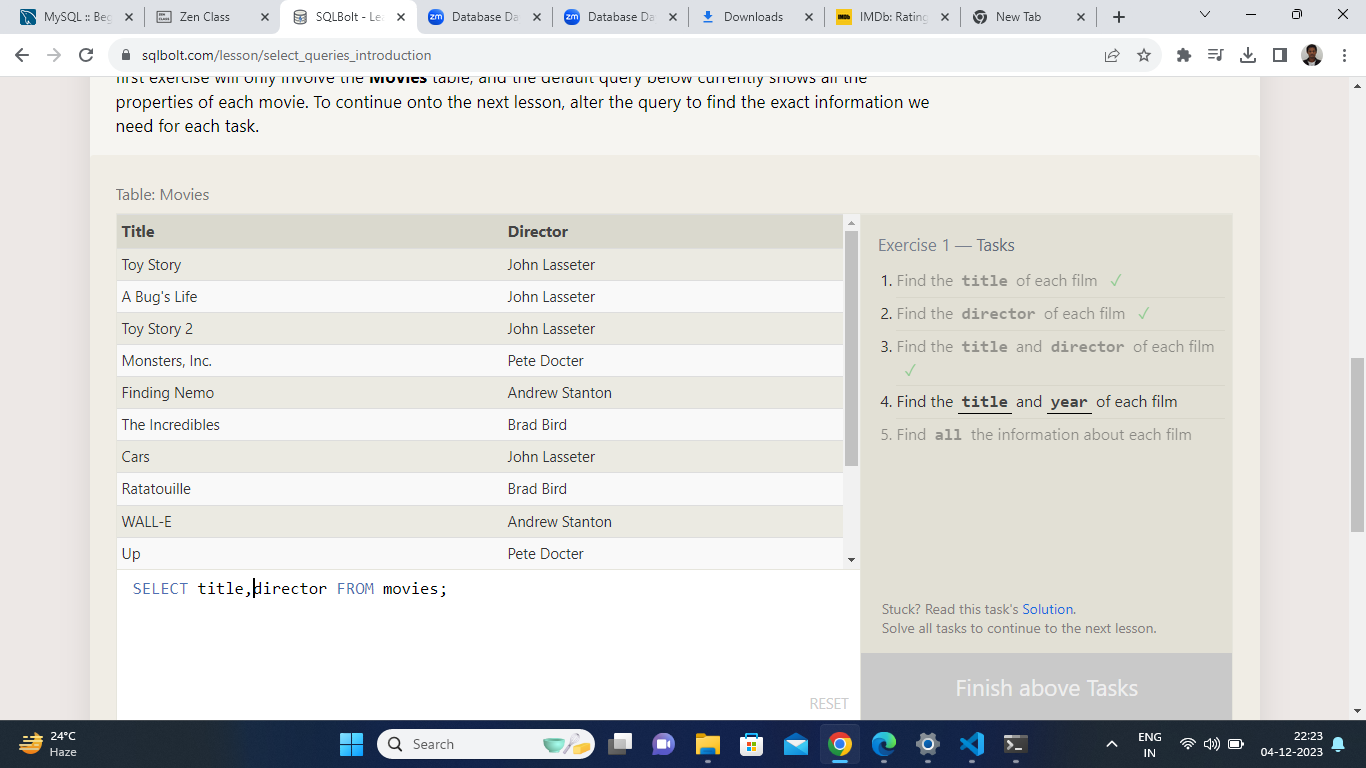 MySQL :: Beg
Zen Class
SQLBolt - Le
Database Da
Database Da
Downloads
IMDb: Rating
New Tab
sqlbolt.com/lesson/select_queries_introduction
first exercise will only involve the Movies table, and the default query below currently shows all the
properties of each movie. To continue onto the next lesson, alter the query to find the exact information we
need for each task.
Table: Movies
Title Director
Toy Story John Lasseter
A Bug's Life John Lasseter
Toy Story 2 John Lasseter
Monsters, Inc. Pete Docter
Finding Nemo Andrew Stanton
The Incredibles Brad Bird
Cars John Lasseter
Ratatouille Brad Bird
WALL-E Andrew Stanton
Up Pete Docter
SELECT title,director FROM movies;
RESET
Exercise 1 — Tasks
1. Find the title of each film ✓
2. Find the director of each film ✓
3. Find the title and director of each film
✓
4. Find the title and year of each film
5. Find all the information about each film
Stuck? Read this task's Solution.
Solve all tasks to continue to the next lesson.
Finish above Tasks
24°C
Haze
Search
ENG
IN
22:23
04-12-2023